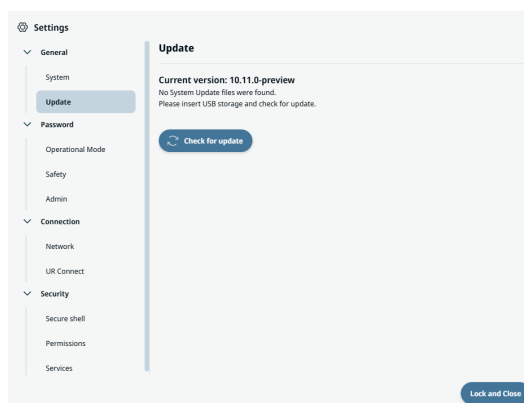 Settings
General
System
Update
Password
Operational Mode
Safety
Admin
Connection
Network
UR Connect
Security
Secure shell
Permissions
Services
Update
Current version: 10.11.0-preview
No System Update files were found.
Please insert USB storage and check for update.
Check for update
Lock and Close